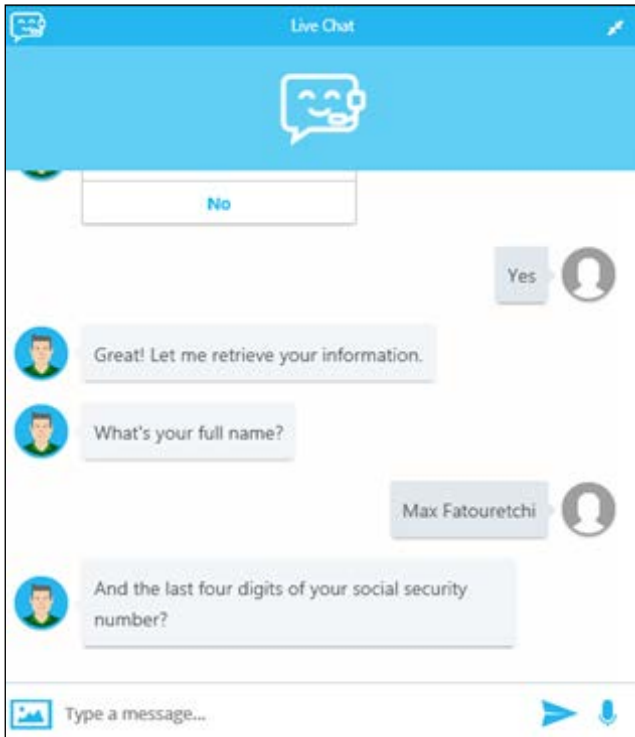 Live Chat
No
Yes
Great! Let me retrieve your information.
What's your full name?
Max Fatouretchi
And the last four digits of your social security
number?
Type a message...